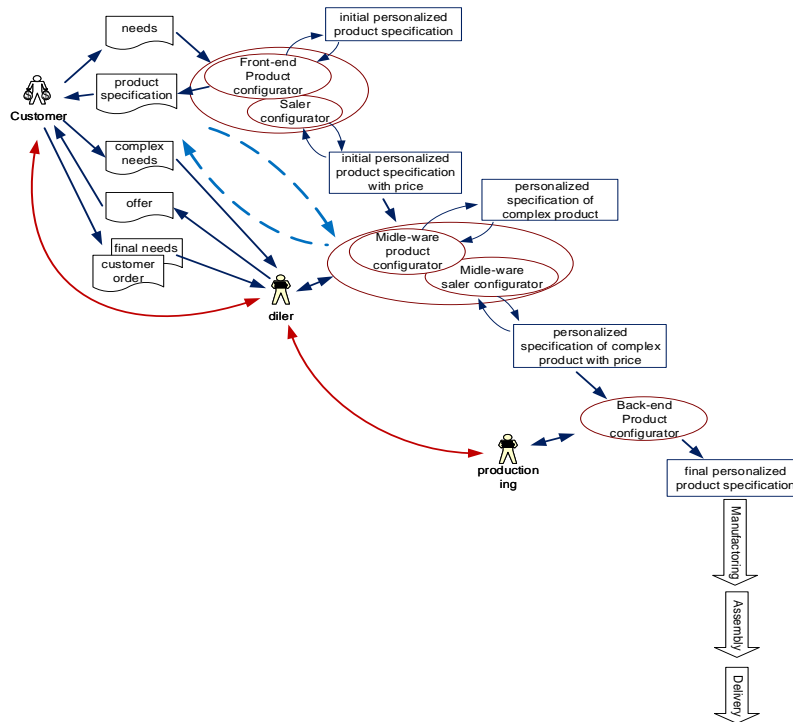 needs
initial personalized
product specification
Front-end
Product
configurator
product
specification
Saler
configurator
Customer
complex
needs
initial personalized
product specification
with price
personalized
specification of
complex product
offer
Midle-ware
product
configurator
final needs
customer
order
Midle-ware
saler configurator
diler
personalized
specification of complex
product with price
Back-end
Product
configurator
production
ing
final personalized
product specification
Manufactoring
Assembly
Delivery